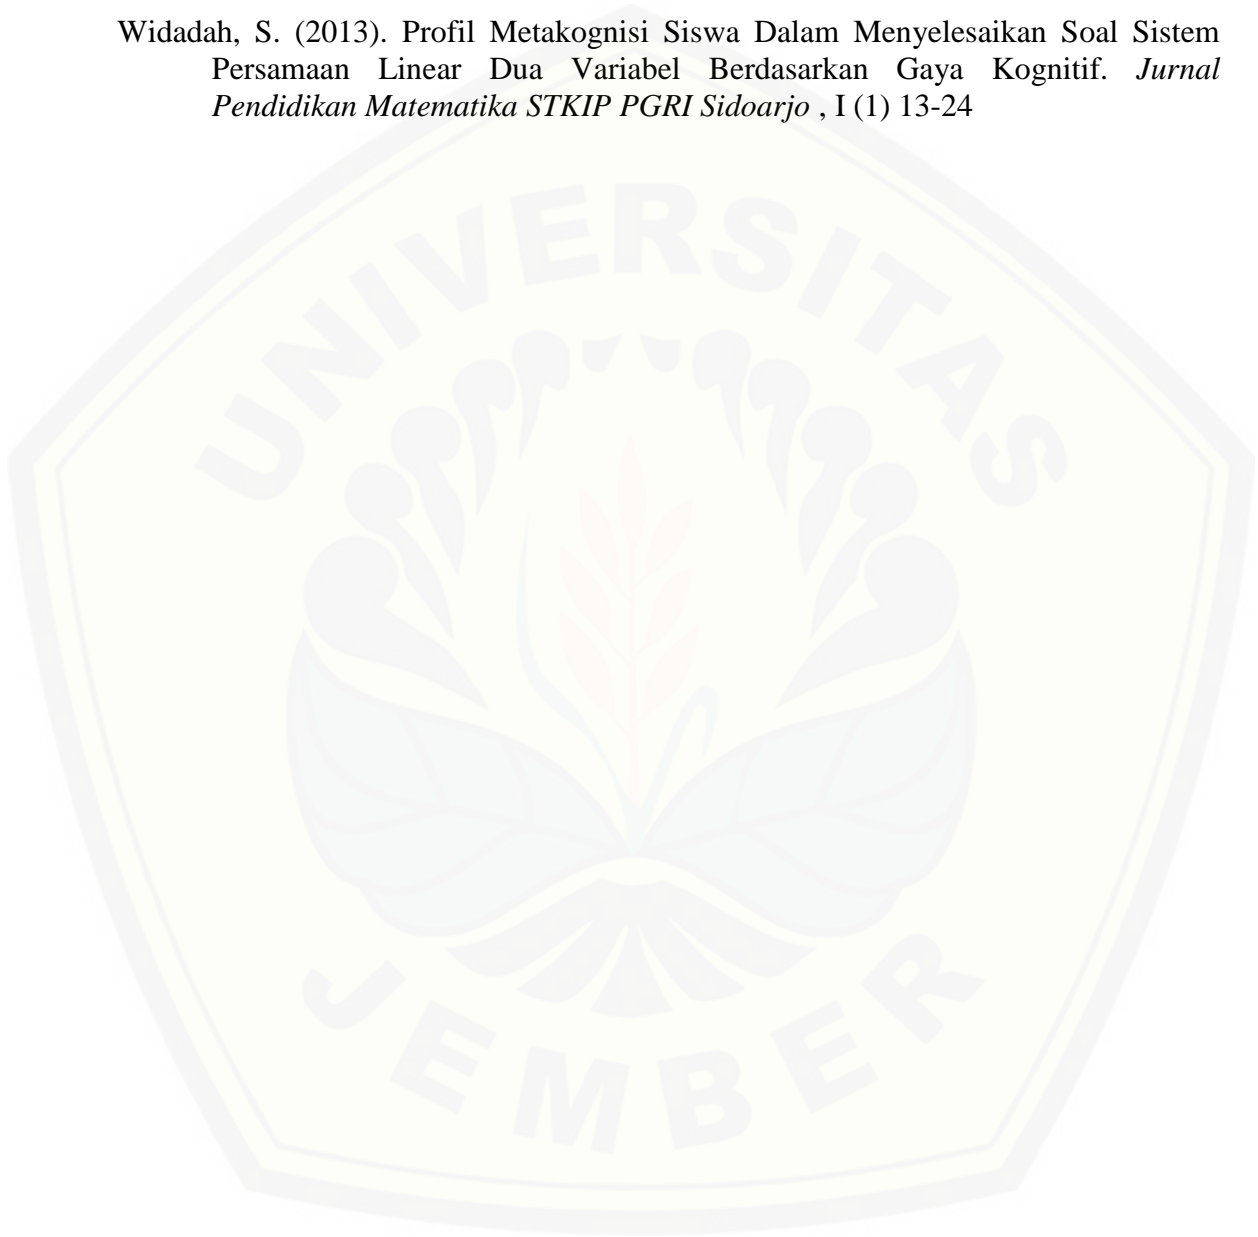 Widadah, S. (2013). Profil Metakognisi Siswa Dalam Menyelesaikan Soal Sistem
Persamaan Linear Dua Variabel Berdasarkan Gaya Kognitif. Jurnal
Pendidikan Matematika STKIP PGRI Sidoarjo , I (1) 13-24
UNIVERSITAS
JEMBER